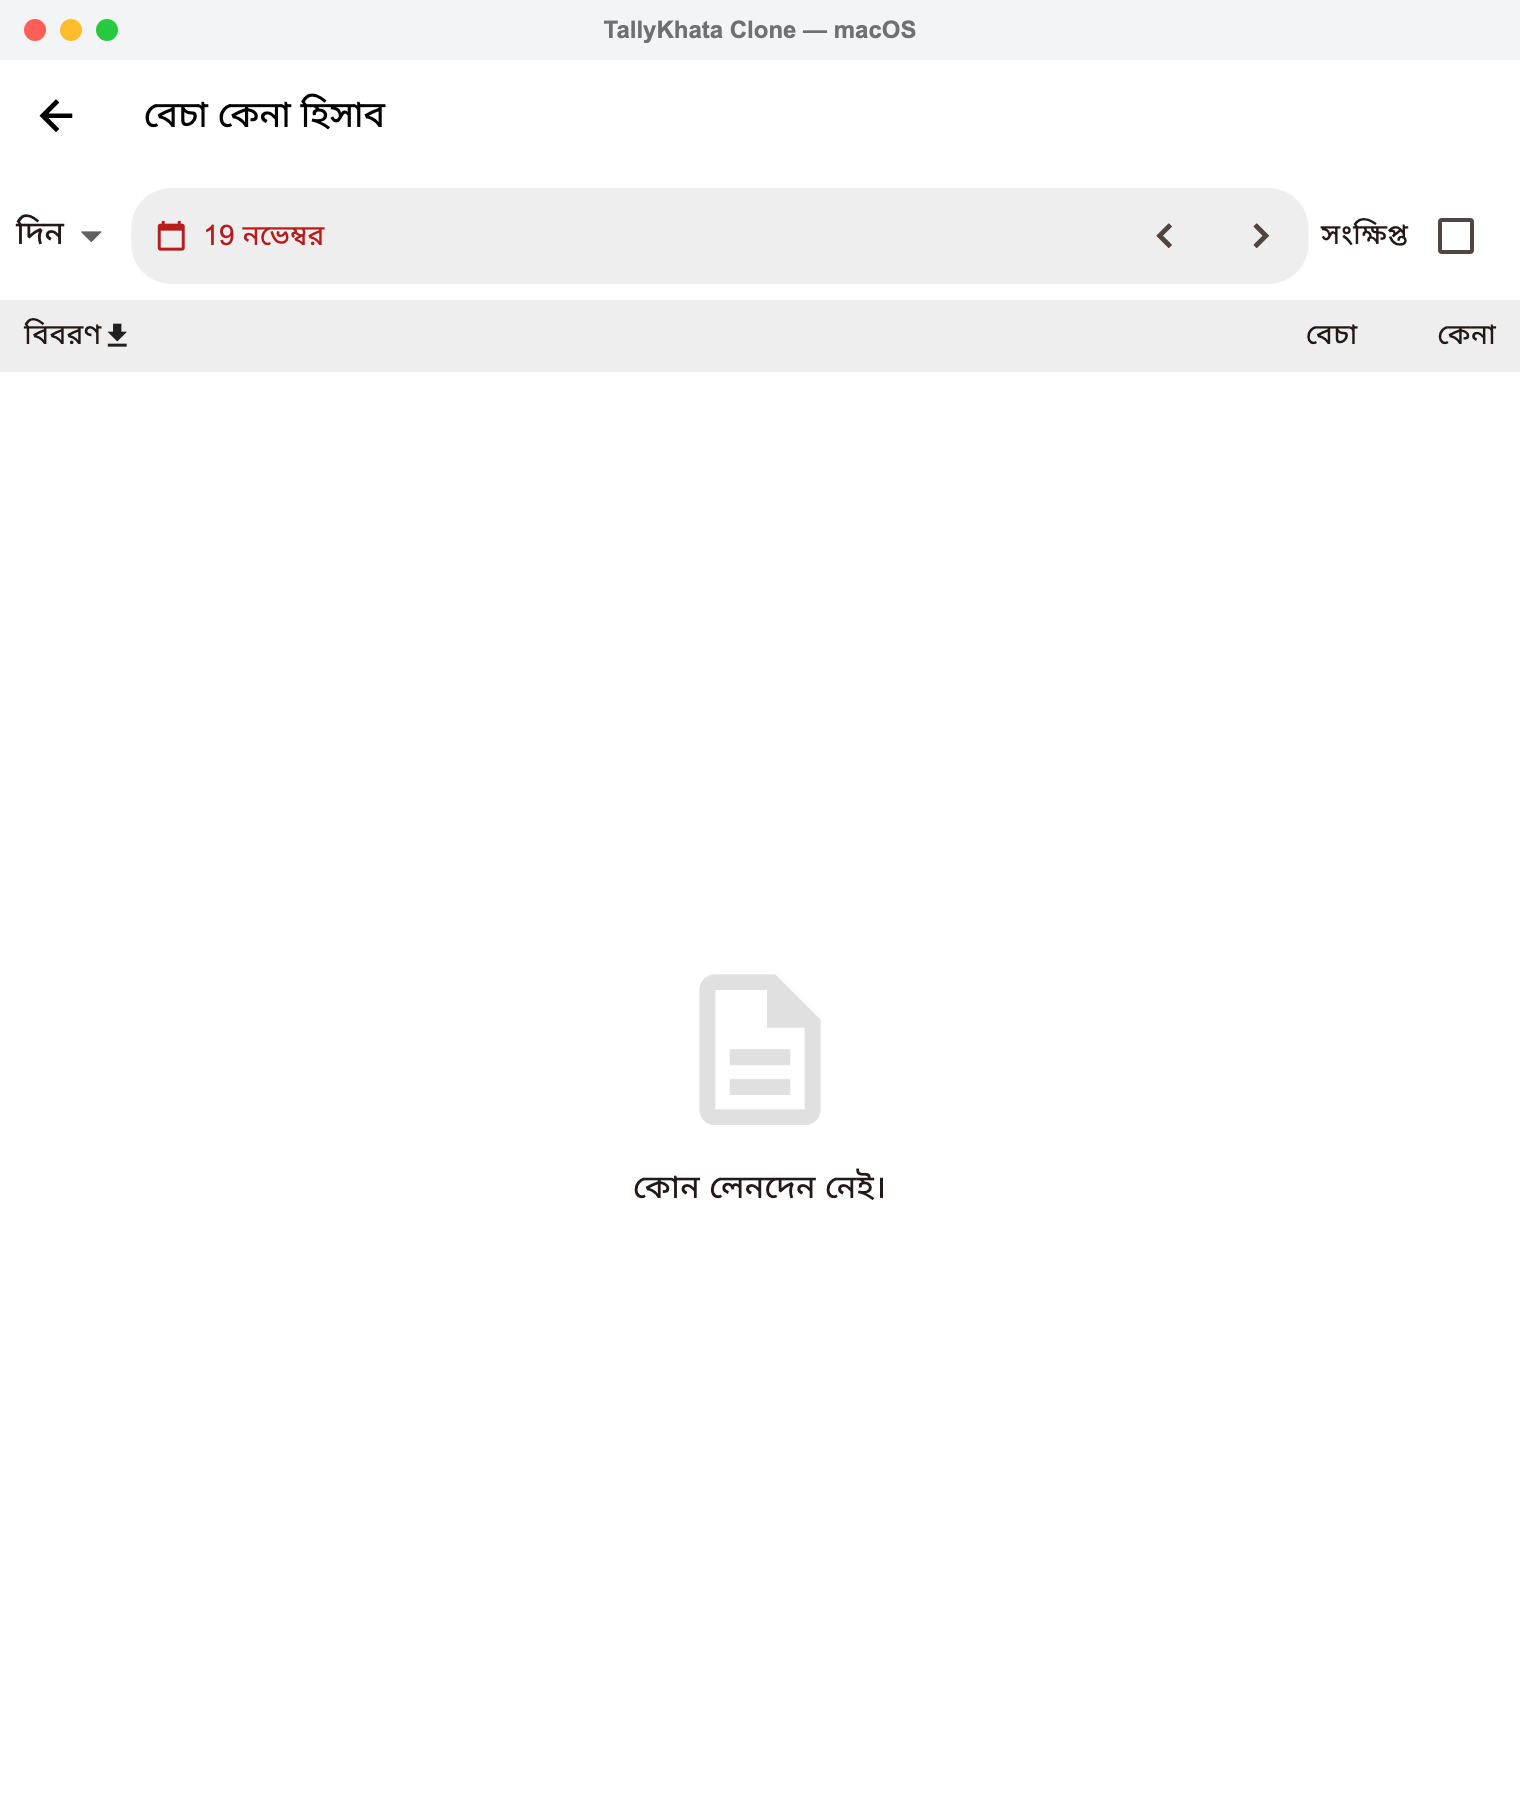 TallyKhata Clone — macOS
বেচা কেনা হিসাব
দিন 19 নভেম্বর সংক্ষিপ্ত
বিবরণ বেচা কেনা
কোন লেনদেন নেই।